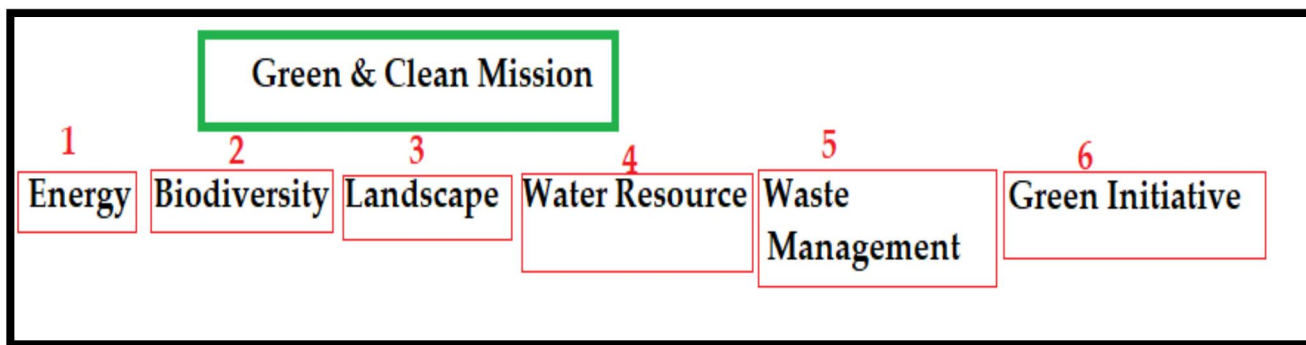 Green & Clean Mission
1 2 3 4 5 6
Energy Biodiversity Landscape Water Resource Waste Green Initiative
Management